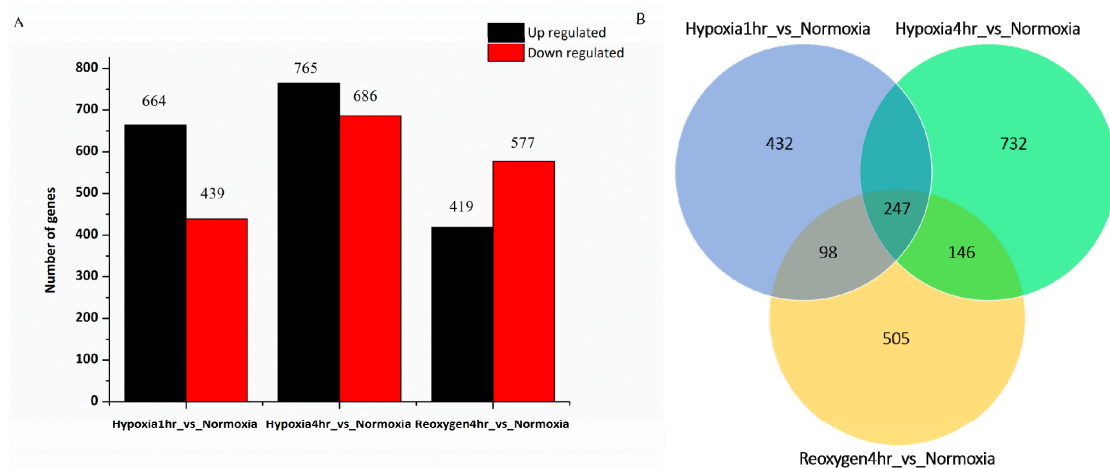 A
Up regulated
Down regulated
800
700
600
500
400
300
200
100
0
Number of genes
664
439
765
686
419
577
Hypoxia1hr_vs_Normoxia
Hypoxia4hr_vs_Normoxia
Reoxygen4hr_vs_Normoxia
B
Hypoxia1hr_vs_Normoxia
Hypoxia4hr_vs_Normoxia
432
732
247
98
146
505
Reoxygen4hr_vs_Normoxia